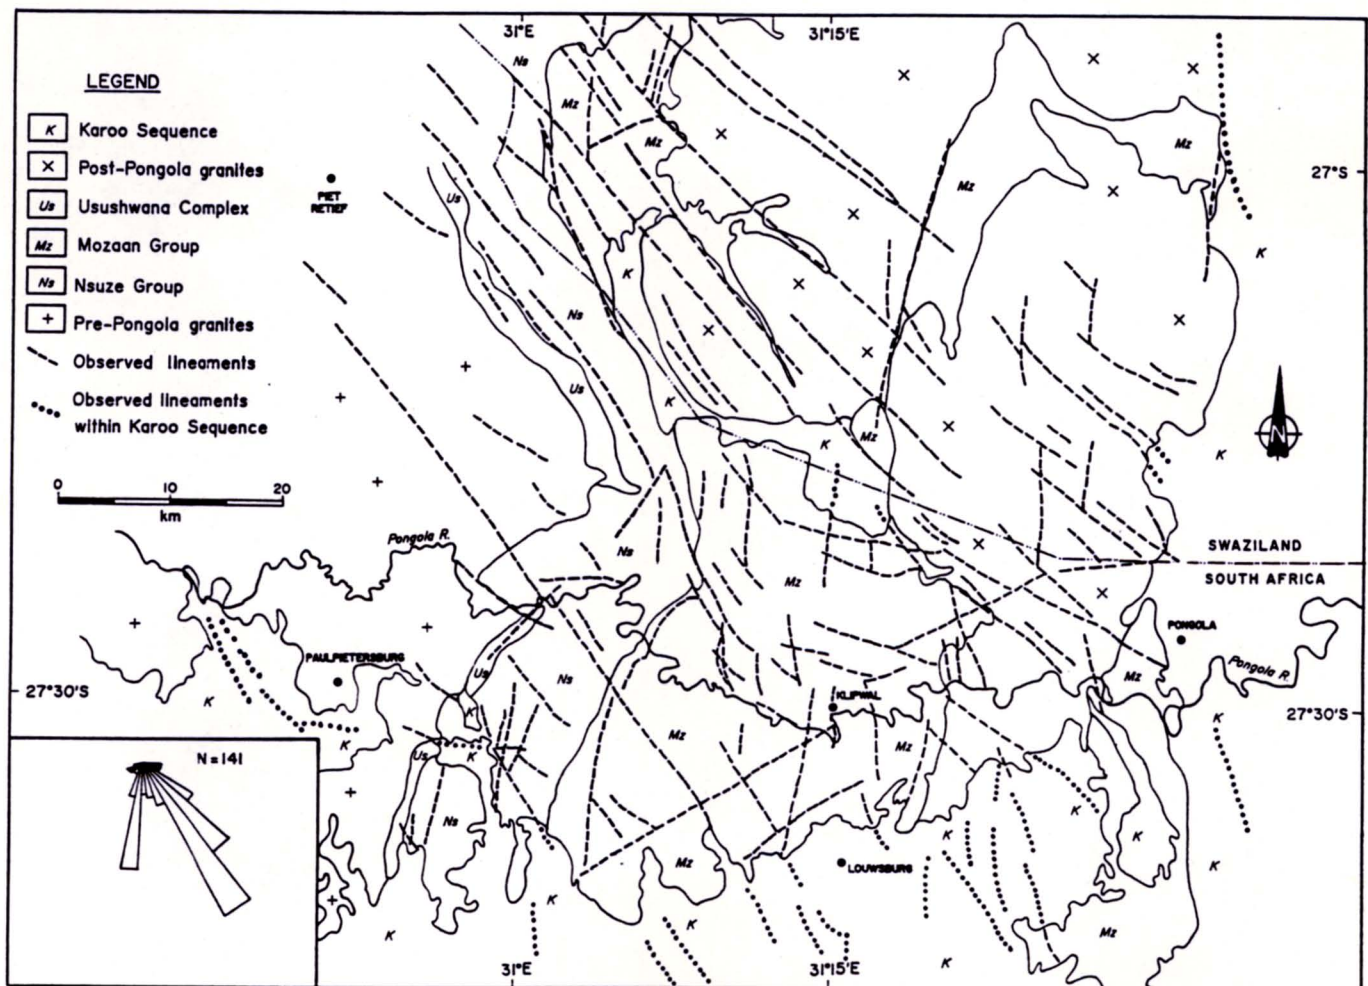 31°E
31°15'E
LEGEND
K Karoo Sequence
x Post-Pongola granites
Us Usushwana Complex
Mz Mozaan Group
Ns Nsuze Group
+ Pre-Pongola granites
Observed lineaments
Observed lineaments
within Karoo Sequence
0 10 20
km
PIET
RETIEF
27°S
Ns
Mz
Mz
Mz
Mz
Us
K
K
Ns
Us
K
K
Mz
K
N
Pongola R.
Ns
Mz
SWAZILAND
SOUTH AFRICA
PONGOLA
Pongola R.
PAULPIETERSBURG
Us
Ns
Mz
27°30'S
K
K
KLIPWAL
27°30'S
K
Mz
Mz
K
Us
K
N=141
Ns
K
K
K
K
Mz
LOUWSBURG
K
K
K
Mz
K
K
31°E
31°15'E